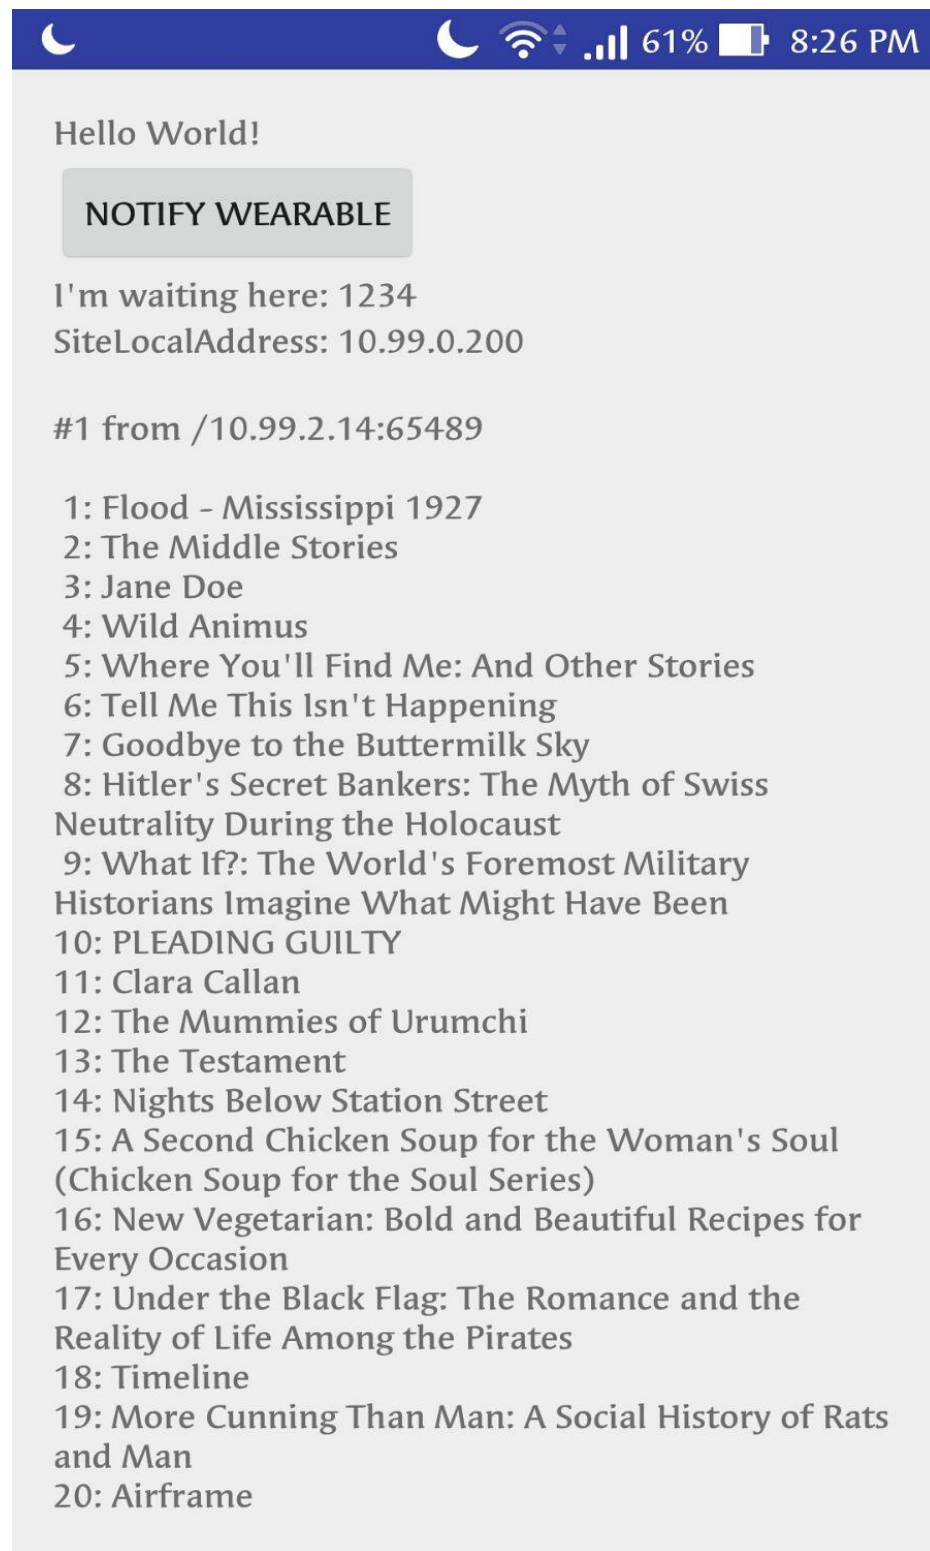 61% 8:26 PM
Hello World!
NOTIFY WEARABLE
I'm waiting here: 1234
SiteLocalAddress: 10.99.0.200
#1 from /10.99.2.14:65489
1: Flood - Mississippi 1927
2: The Middle Stories
3: Jane Doe
4: Wild Animus
5: Where You'll Find Me: And Other Stories
6: Tell Me This Isn't Happening
7: Goodbye to the Buttermilk Sky
8: Hitler's Secret Bankers: The Myth of Swiss
Neutrality During the Holocaust
9: What If?: The World's Foremost Military
Historians Imagine What Might Have Been
10: PLEADING GUILTY
11: Clara Callan
12: The Mummies of Urumchi
13: The Testament
14: Nights Below Station Street
15: A Second Chicken Soup for the Woman's Soul
(Chicken Soup for the Soul Series)
16: New Vegetarian: Bold and Beautiful Recipes for
Every Occasion
17: Under the Black Flag: The Romance and the
Reality of Life Among the Pirates
18: Timeline
19: More Cunning Than Man: A Social History of Rats
and Man
20: Airframe